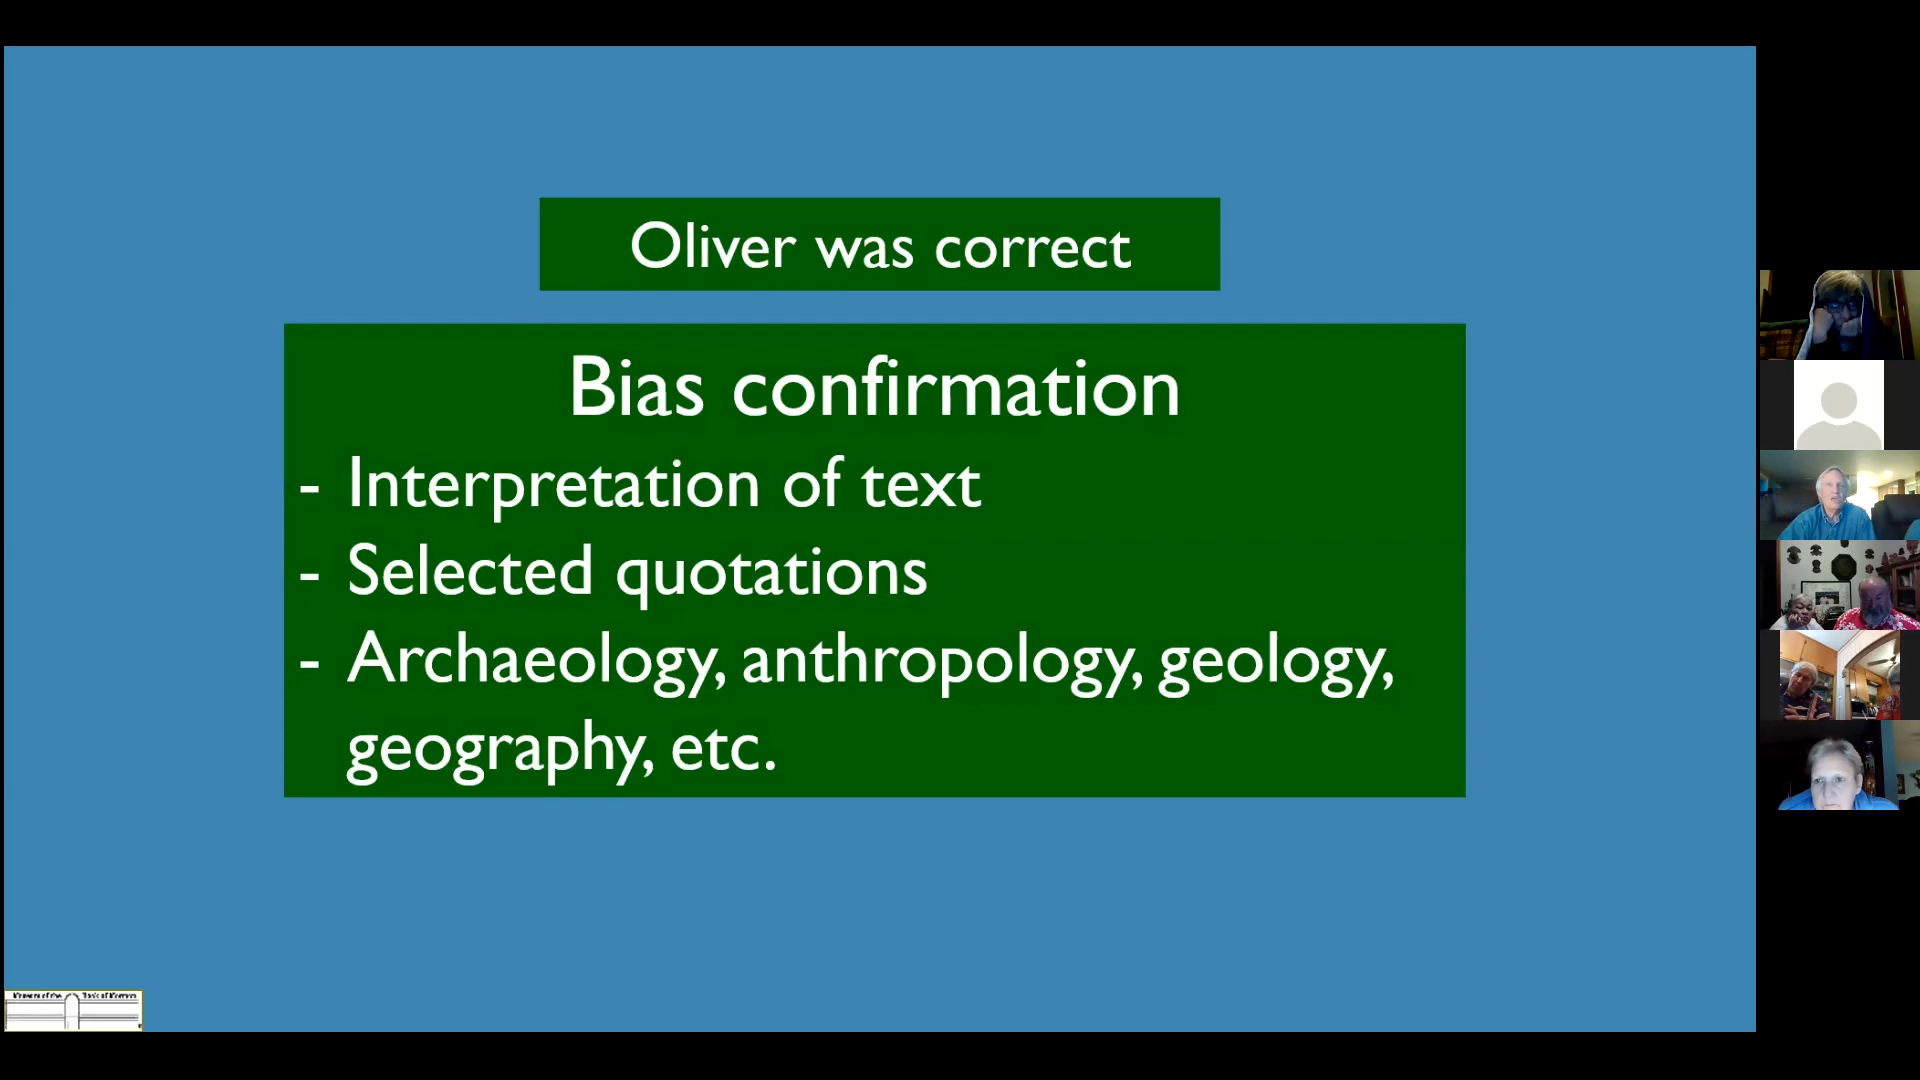 Oliver was correct
Bias confirmation
- Interpretation of text
- Selected quotations
- Archaeology, anthropology, geology,
geography, etc.